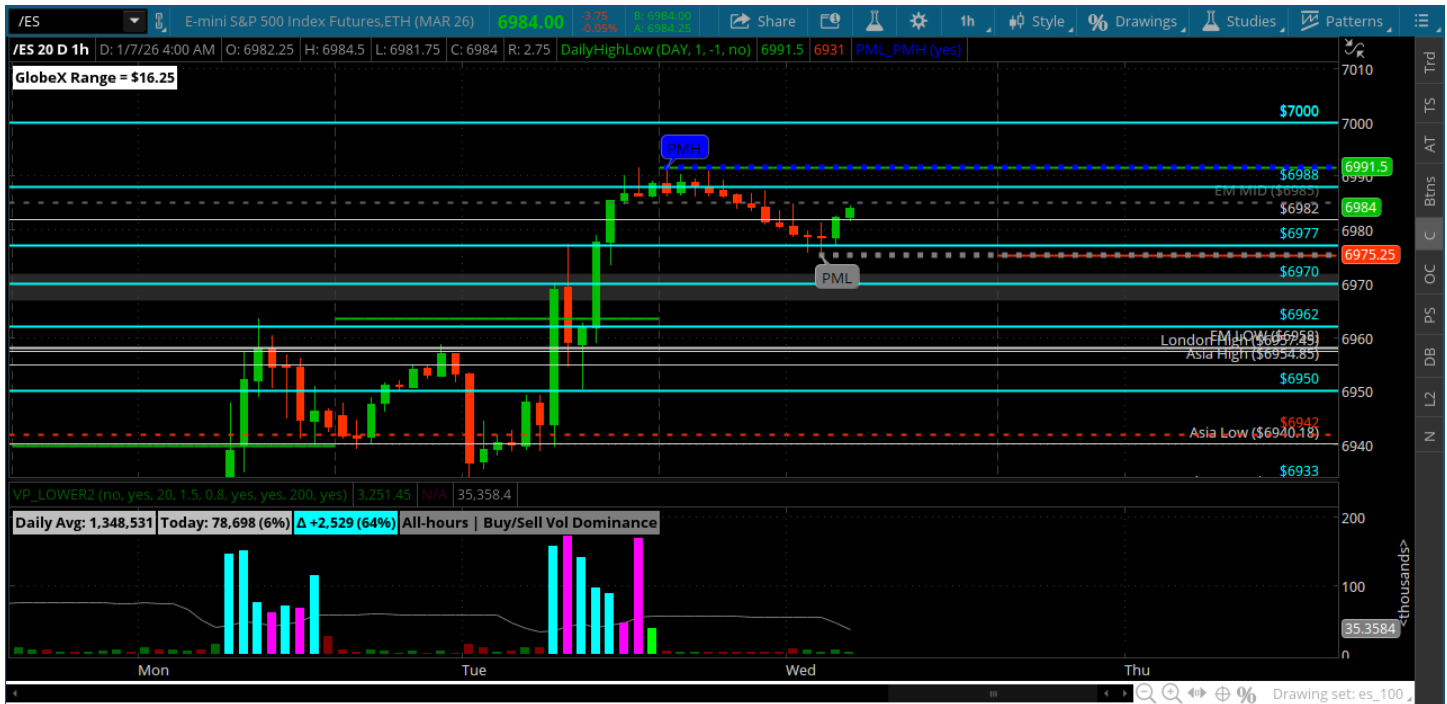 /ES E-mini S&P 500 Index Futures,ETH (MAR 26) 6984.00 -3.75 -0.05% B: 6984.00 A: 6984.25 Share 1h Style Drawings Studies Patterns
/ES 20 D 1h D: 1/7/26 4:00 AM O: 6982.25 H: 6984.5 L: 6981.75 C: 6984 R: 2.75 DailyHighLow (DAY, 1, -1, no) 6991.5 6931 PML_PMH (yes)
GlobeX Range = $16.25
7010
$7000
7000
PMH
6991.5
$6988
6990
EM MID ($6985)
$6982
6984
$6977
6980
6975.25
PML
$6970
6970
$6962
EM LOW ($6958)
6960
London High ($6957.45)
Asia High ($6954.85)
$6950
6950
$6942
Asia Low ($6940.18)
6940
$6933
VP_LOWER2 (no, yes, 20, 1.5, 0.8, yes, yes, 200, yes) 3,251.45 N/A 35,358.4
Daily Avg: 1,348,531 Today: 78,698 (6%) Δ +2,529 (64%) All-hours | Buy/Sell Vol Dominance
200
100
35.3584
0
<thousands>
Mon Tue Wed Thu
Drawing set: es_100
Trd
TS
AT
Btns
C
OC
PS
DB
L2
N